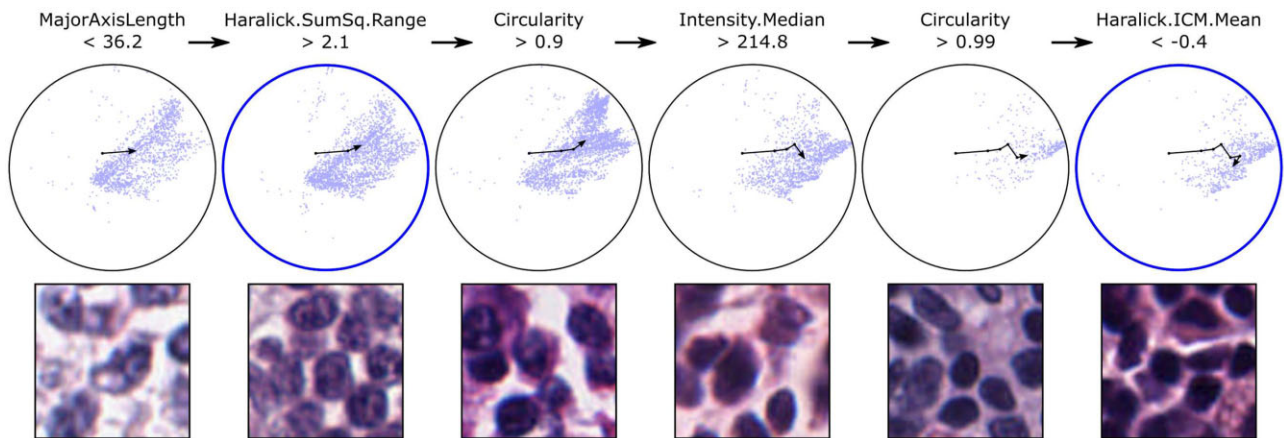 MajorAxisLength
< 36.2
Haralick.SumSq.Range
> 2.1
Circularity
> 0.9
Intensity.Median
> 214.8
Circularity
> 0.99
Haralick.ICM.Mean
< -0.4